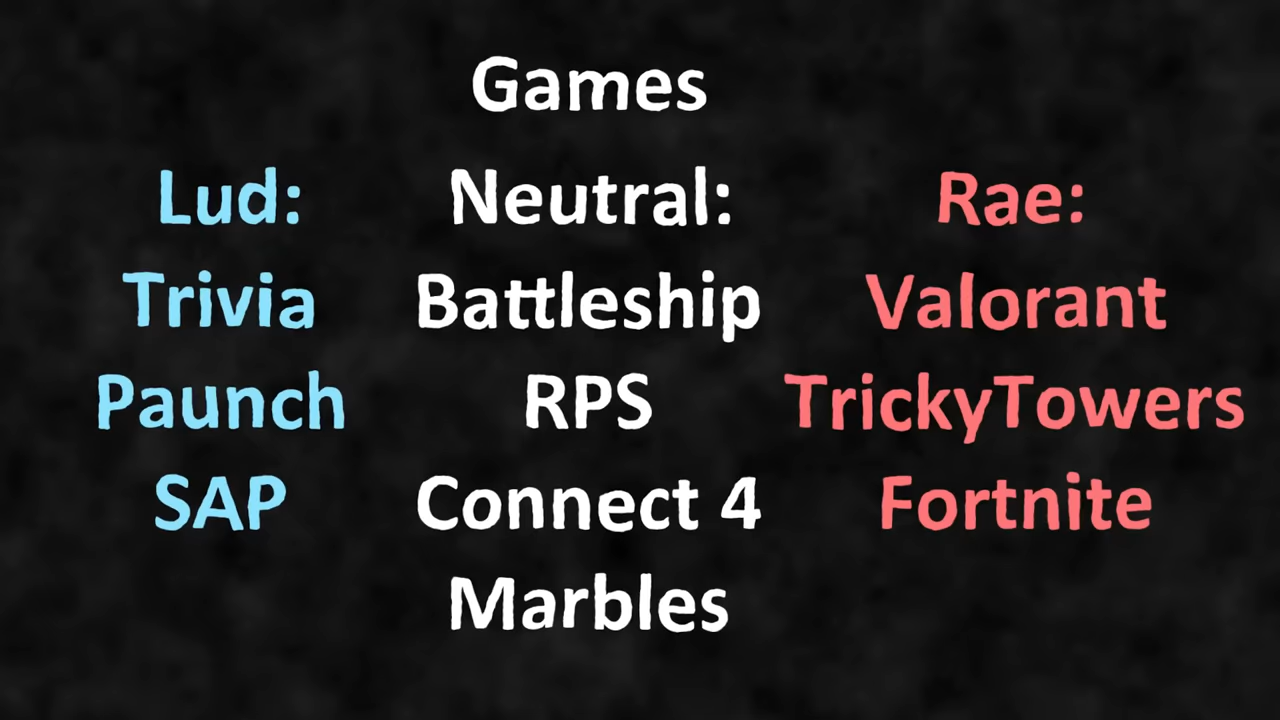 Games
Lud: Neutral: Rae:
Trivia Battleship Valorant
Paunch RPS TrickyTowers
SAP Connect 4 Fortnite
Marbles